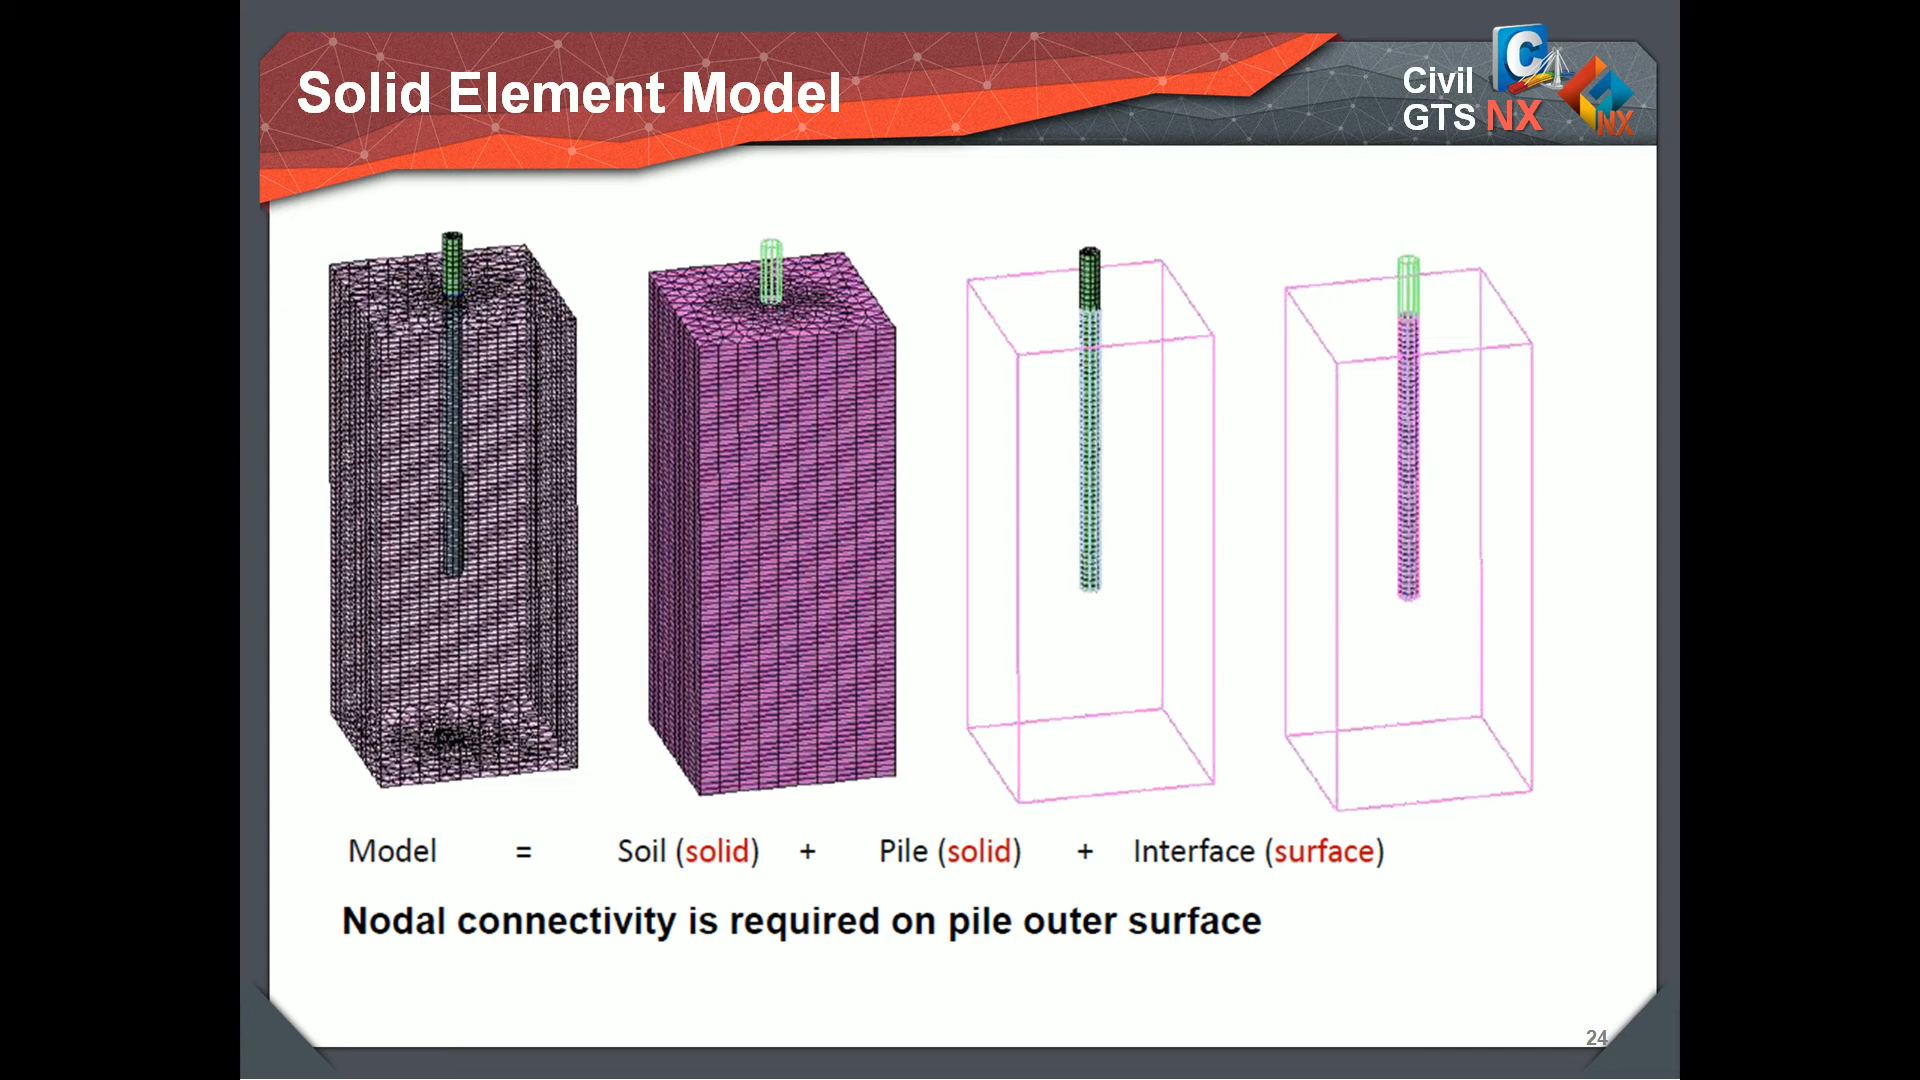 Solid Element Model
Civil
GTS NX
C
NX
Model = Soil (solid) + Pile (solid) + Interface (surface)
Nodal connectivity is required on pile outer surface
24